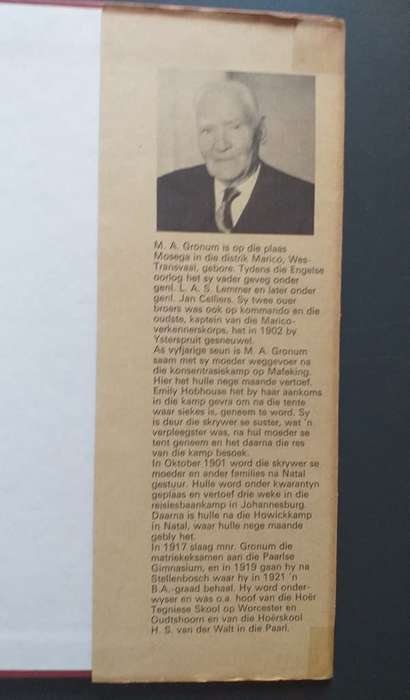 M. A. Gronum is op die plaas
Mosega in die distrik Marico, Wes-
Transvaal, gebore. Tydens die Engelse
oorlog het sy vader geveg onder
genl. L. A. S. Lemmer en later onder
genl. Jan Celliers. Sy twee ouer
broers was ook op kommando en die
oudste, kaptein van die Marico-
verkennerskorps, het in 1902 by
Ysterspruit gesneuwel.
As vyfjarige seun is M. A. Gronum
saam met sy moeder weggevoer na
die konsentrasiekamp op Mafeking.
Hier het hulle nege maande vertoef.
Emily Hobhouse het by haar aankoms
in die kamp gevra om na die tente
waar siekes is, geneem te word. Sy
is deur die skrywer se suster, wat 'n
verpleegster was, na hul moeder se
tent geneem en het daarna die res
van die kamp besoek.
In Oktober 1901 word die skrywer se
moeder en ander families na Natal
gestuur. Hulle word onder kwarantyn
geplaas en vertoef drie weke in die
reisiesbaankamp in Johannesburg.
Daarna is hulle na die Howickkamp
in Natal, waar hulle nege maande
gebly het.
In 1917 slaag mnr. Gronum die
matriekeksamen aan die Paarlse
Gimnasium, en in 1919 gaan hy na
Stellenbosch waar hy in 1921 'n
B.A.-graad behaal. Hy word onder-
wyser en was o.a. hoof van die Hoër
Tegniese Skool op Worcester en
Oudtshoorn en van die Hoërskool
H. S. van der Walt in die Paarl.